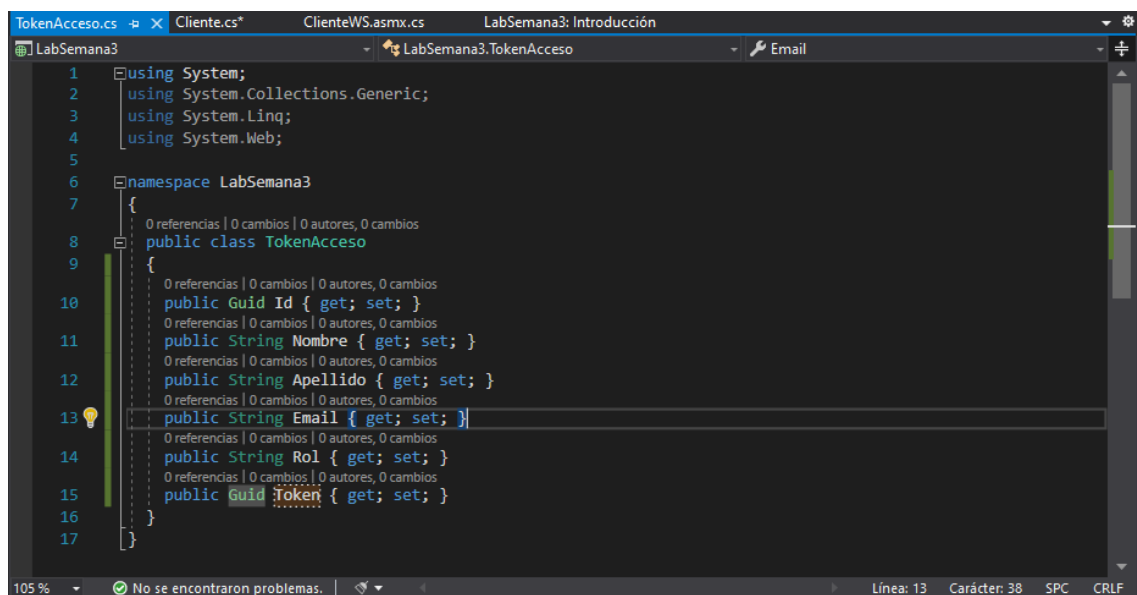 TokenAcceso.cs Cliente.cs* ClienteWS.asmx.cs LabSemana3: Introducción
LabSemana3 LabSemana3.TokenAcceso Email
1 using System;
2 using System.Collections.Generic;
3 using System.Linq;
4 using System.Web;
5
6 namespace LabSemana3
7 {
0 referencias | 0 cambios | 0 autores, 0 cambios
8 public class TokenAcceso
9 {
0 referencias | 0 cambios | 0 autores, 0 cambios
10 public Guid Id { get; set; }
0 referencias | 0 cambios | 0 autores, 0 cambios
11 public String Nombre { get; set; }
0 referencias | 0 cambios | 0 autores, 0 cambios
12 public String Apellido { get; set; }
0 referencias | 0 cambios | 0 autores, 0 cambios
13 public String Email { get; set; }
0 referencias | 0 cambios | 0 autores, 0 cambios
14 public String Rol { get; set; }
0 referencias | 0 cambios | 0 autores, 0 cambios
15 public Guid Token { get; set; }
16 }
17 }
105 % No se encontraron problemas. Línea: 13 Carácter: 38 SPC CRLF